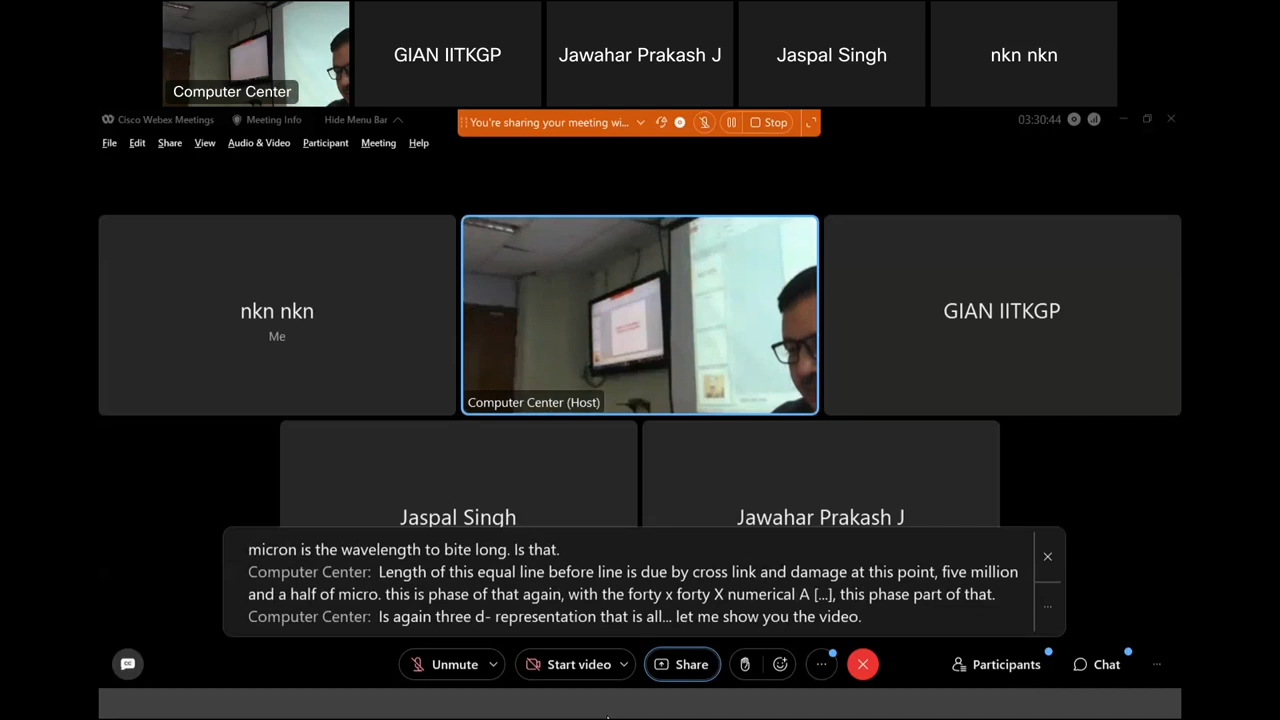 Computer Center
GIAN IITKGP
Jawahar Prakash J
Jaspal Singh
nkn nkn
Cisco Webex Meetings
Meeting Info
Hide Menu Bar
You're sharing your meeting wi...
Stop
03:30:44
File Edit Share View Audio & Video Participant Meeting Help
nkn nkn
Me
Computer Center (Host)
GIAN IITKGP
Jaspal Singh
Jawahar Prakash J
micron is the wavelength to bite long. Is that.
Computer Center: Length of this equal line before line is due by cross link and damage at this point, five million
and a half of micro. this is phase of that again, with the forty x forty X numerical A [...], this phase part of that.
Computer Center: Is again three d- representation that is all... let me show you the video.
CC
Unmute
Start video
Share
Participants
Chat